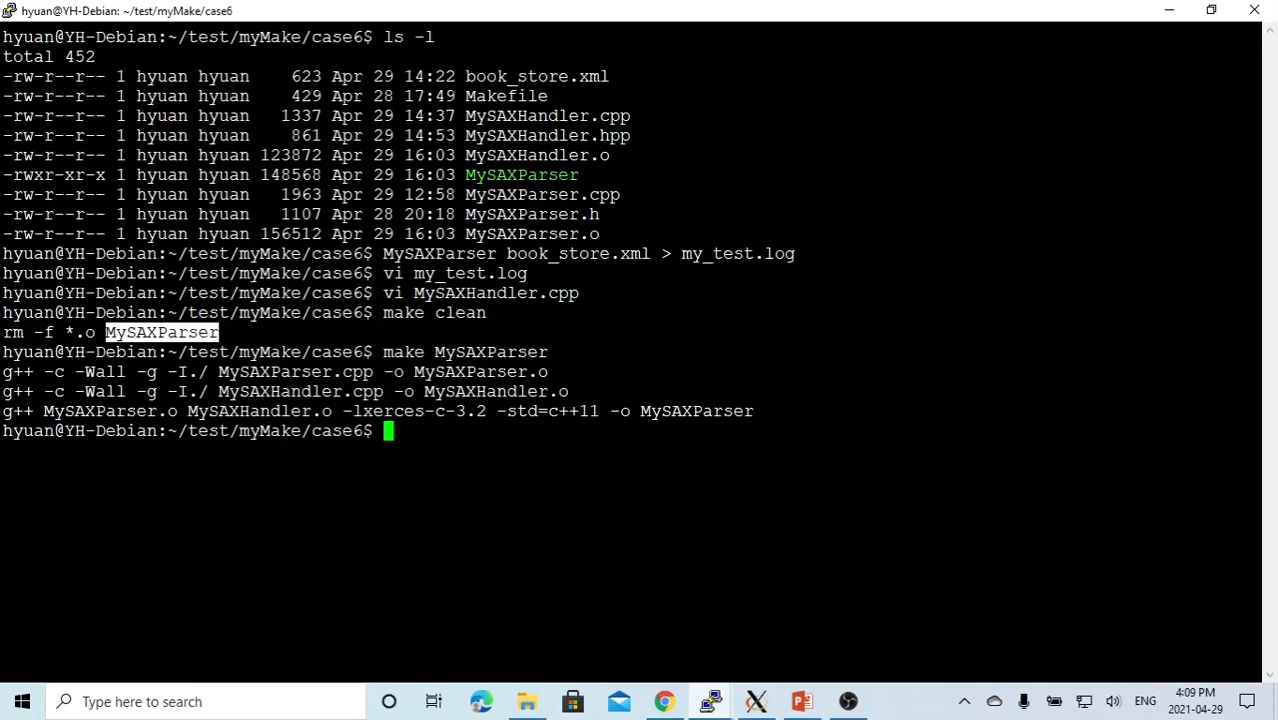 hyuan@YH-Debian: ~/test/myMake/case6
hyuan@YH-Debian:~/test/myMake/case6$ ls -l
total 452
-rw-r--r-- 1 hyuan hyuan    623 Apr 29 14:22 book_store.xml
-rw-r--r-- 1 hyuan hyuan    429 Apr 28 17:49 Makefile
-rw-r--r-- 1 hyuan hyuan   1337 Apr 29 14:37 MySAXHandler.cpp
-rw-r--r-- 1 hyuan hyuan    861 Apr 29 14:53 MySAXHandler.hpp
-rw-r--r-- 1 hyuan hyuan 123872 Apr 29 16:03 MySAXHandler.o
-rwxr-xr-x 1 hyuan hyuan 148568 Apr 29 16:03 MySAXParser
-rw-r--r-- 1 hyuan hyuan   1963 Apr 29 12:58 MySAXParser.cpp
-rw-r--r-- 1 hyuan hyuan   1107 Apr 28 20:18 MySAXParser.h
-rw-r--r-- 1 hyuan hyuan 156512 Apr 29 16:03 MySAXParser.o
hyuan@YH-Debian:~/test/myMake/case6$ MySAXParser book_store.xml > my_test.log
hyuan@YH-Debian:~/test/myMake/case6$ vi my_test.log
hyuan@YH-Debian:~/test/myMake/case6$ vi MySAXHandler.cpp
hyuan@YH-Debian:~/test/myMake/case6$ make clean
rm -f *.o MySAXParser
hyuan@YH-Debian:~/test/myMake/case6$ make MySAXParser
g++ -c -Wall -g -I./ MySAXParser.cpp -o MySAXParser.o
g++ -c -Wall -g -I./ MySAXHandler.cpp -o MySAXHandler.o
g++ MySAXParser.o MySAXHandler.o -lxerces-c-3.2 -std=c++11 -o MySAXParser
hyuan@YH-Debian:~/test/myMake/case6$
Type here to search
ENG
4:09 PM
2021-04-29